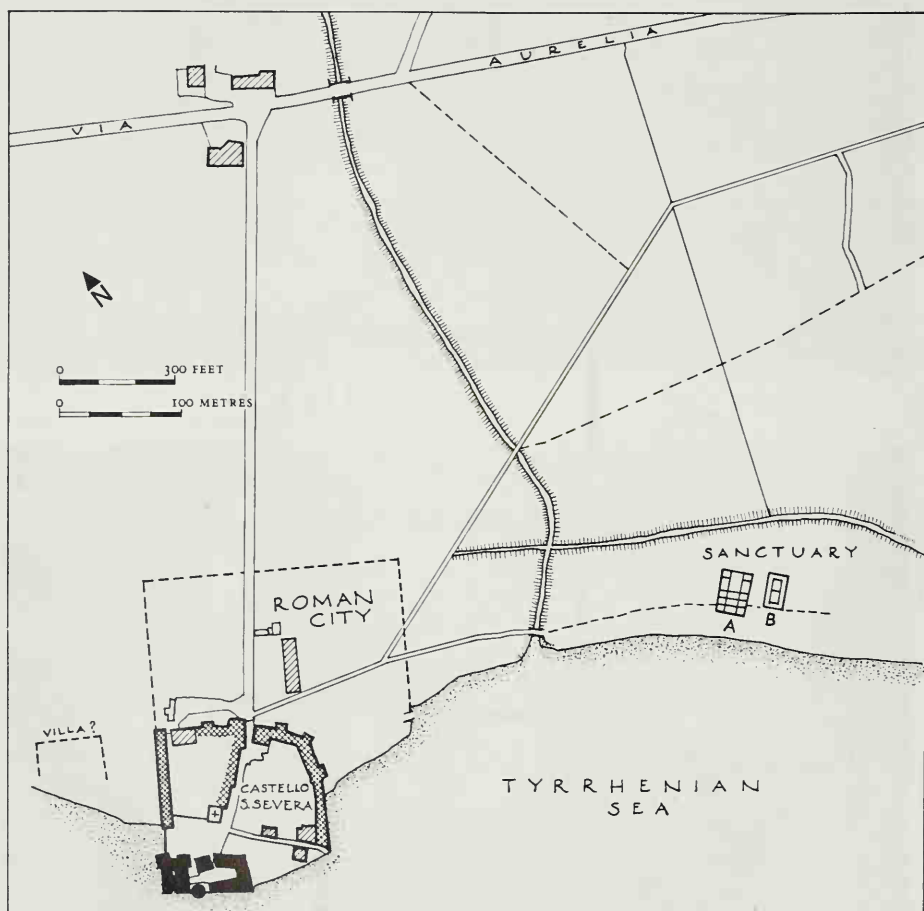 VIA AURELIA
N
0 300 FEET
0 100 METRES
ROMAN
CITY
SANCTUARY
A B
VILLA?
CASTELLO
S. SEVERA
TYRRHENIAN
SEA